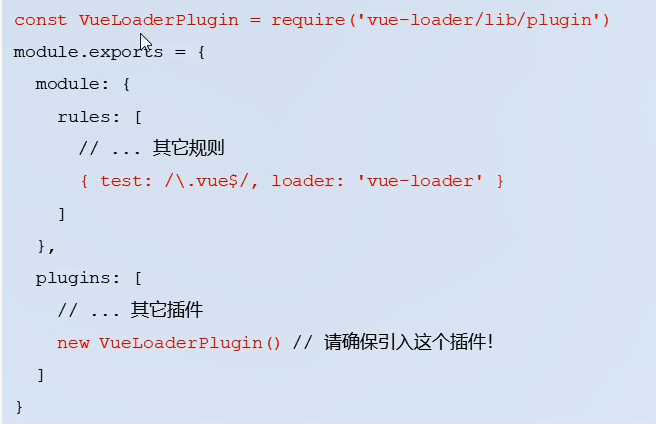 const VueLoaderPlugin = require('vue-loader/lib/plugin')
module.exports = {
module: {
rules: [
// ... 其它规则
{ test: /\.vue$/, loader: 'vue-loader' }
]
},
plugins: [
// ... 其它插件
new VueLoaderPlugin() // 请确保引入这个插件!
]
}